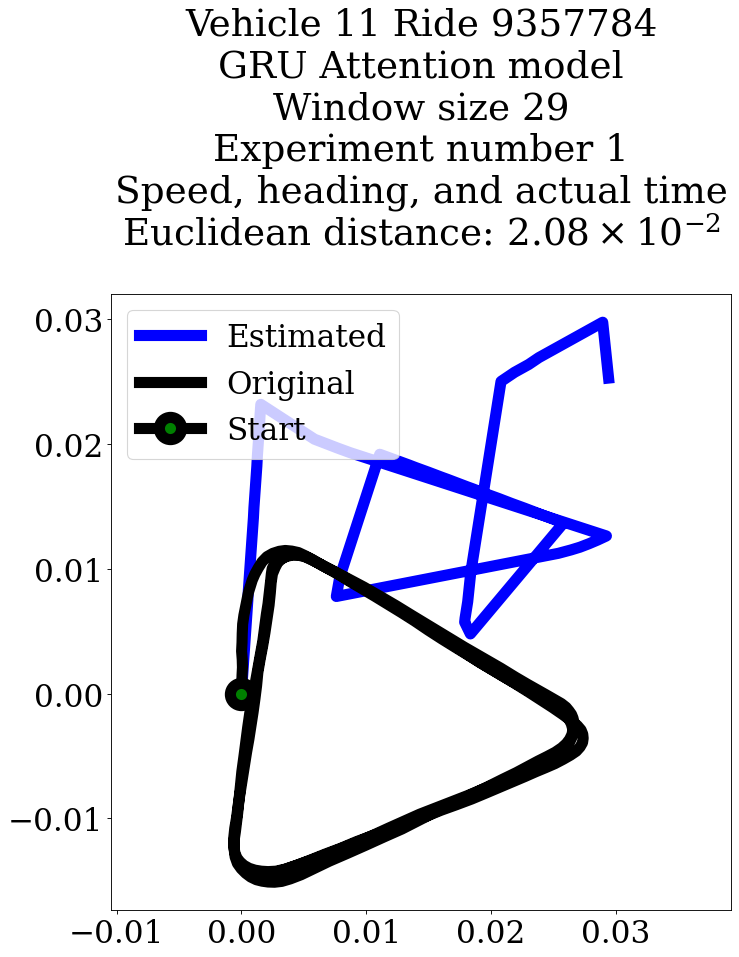 Vehicle 11 Ride 9357784
GRU Attention model
Window size 29
Experiment number 1
Speed, heading, and actual time
Euclidean distance: 2.08 × 10⁻²
Estimated
Original
Start
0.03
0.02
0.01
0.00
−0.01
−0.01 0.00 0.01 0.02 0.03